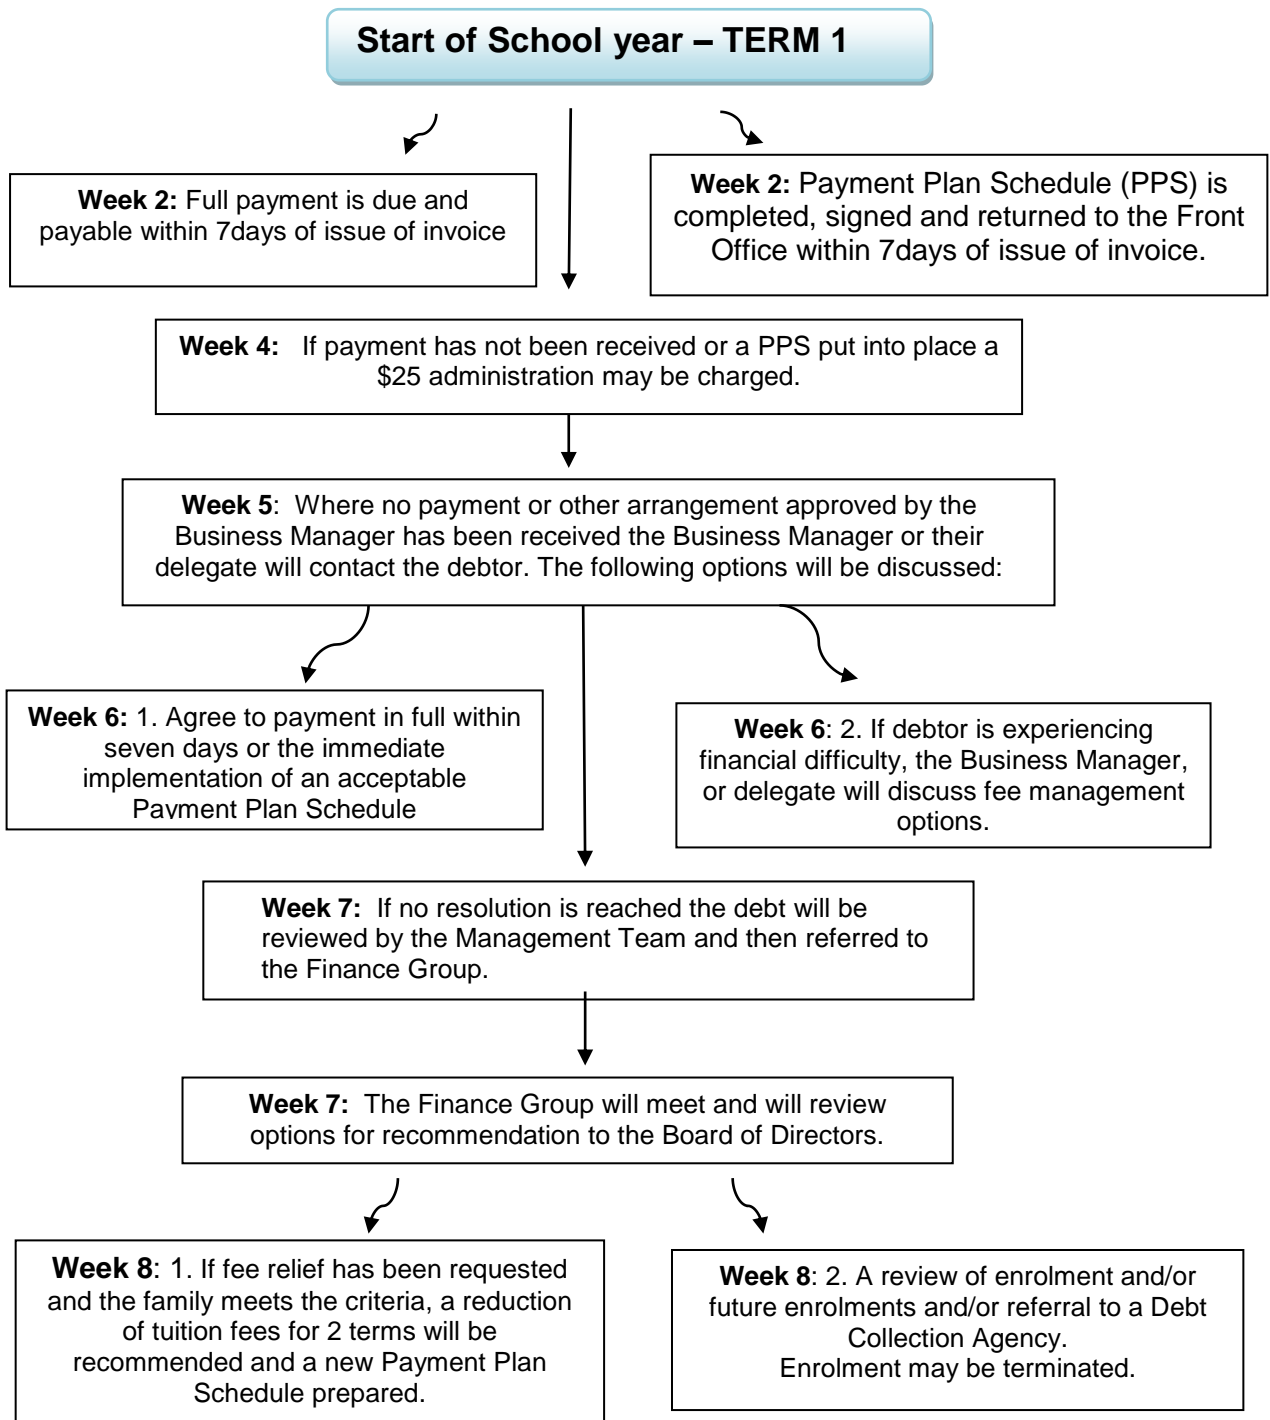 Start of School year – TERM 1
Week 2: Full payment is due and
payable within 7days of issue of invoice
Week 2: Payment Plan Schedule (PPS) is
completed, signed and returned to the Front
Office within 7days of issue of invoice.
Week 4: If payment has not been received or a PPS put into place a
$25 administration may be charged.
Week 5: Where no payment or other arrangement approved by the
Business Manager has been received the Business Manager or their
delegate will contact the debtor. The following options will be discussed:
Week 6: 1. Agree to payment in full within
seven days or the immediate
implementation of an acceptable
Payment Plan Schedule
Week 6: 2. If debtor is experiencing
financial difficulty, the Business Manager,
or delegate will discuss fee management
options.
Week 7: If no resolution is reached the debt will be
reviewed by the Management Team and then referred to
the Finance Group.
Week 7: The Finance Group will meet and will review
options for recommendation to the Board of Directors.
Week 8: 1. If fee relief has been requested
and the family meets the criteria, a reduction
of tuition fees for 2 terms will be
recommended and a new Payment Plan
Schedule prepared.
Week 8: 2. A review of enrolment and/or
future enrolments and/or referral to a Debt
Collection Agency.
Enrolment may be terminated.